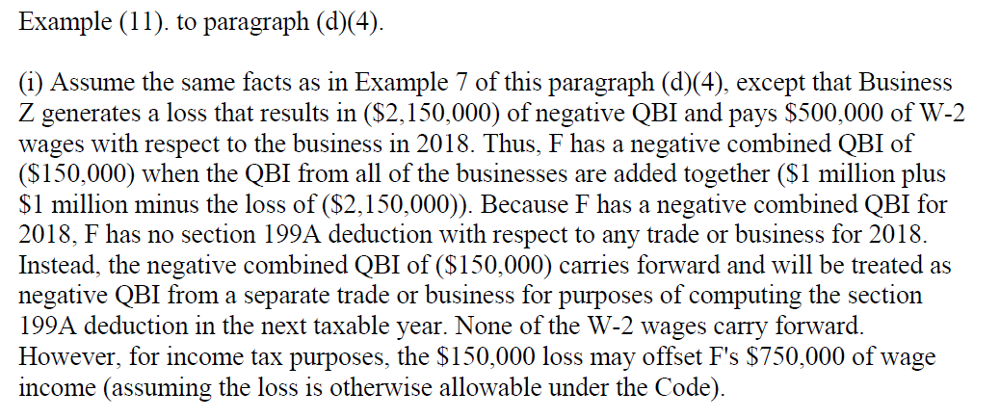 Example (11). to paragraph (d)(4).
(i) Assume the same facts as in Example 7 of this paragraph (d)(4), except that Business
Z generates a loss that results in ($2,150,000) of negative QBI and pays $500,000 of W-2
wages with respect to the business in 2018. Thus, F has a negative combined QBI of
($150,000) when the QBI from all of the businesses are added together ($1 million plus
$1 million minus the loss of ($2,150,000)). Because F has a negative combined QBI for
2018, F has no section 199A deduction with respect to any trade or business for 2018.
Instead, the negative combined QBI of ($150,000) carries forward and will be treated as
negative QBI from a separate trade or business for purposes of computing the section
199A deduction in the next taxable year. None of the W-2 wages carry forward.
However, for income tax purposes, the $150,000 loss may offset F's $750,000 of wage
income (assuming the loss is otherwise allowable under the Code).